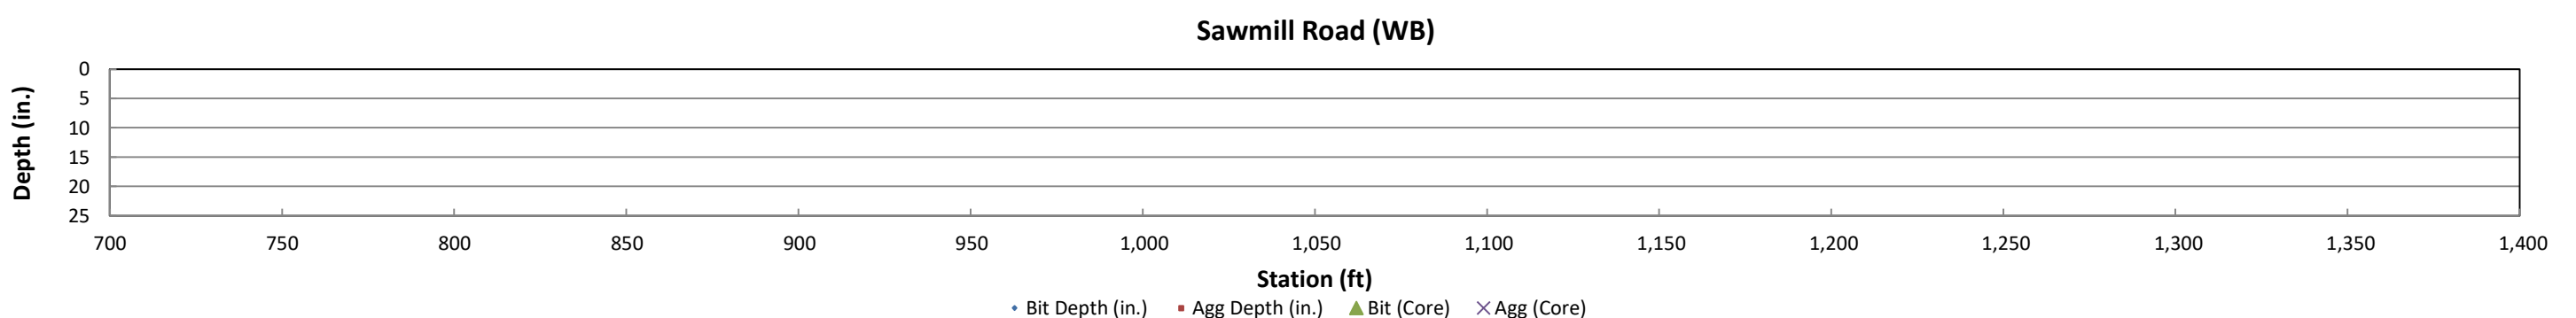 Sawmill Road (WB)
Depth (in.)
0
5
10
15
20
25
700 750 800 850 900 950 1,000 1,050 1,100 1,150 1,200 1,250 1,300 1,350 1,400
Station (ft)
Bit Depth (in.) Agg Depth (in.) Bit (Core) Agg (Core)